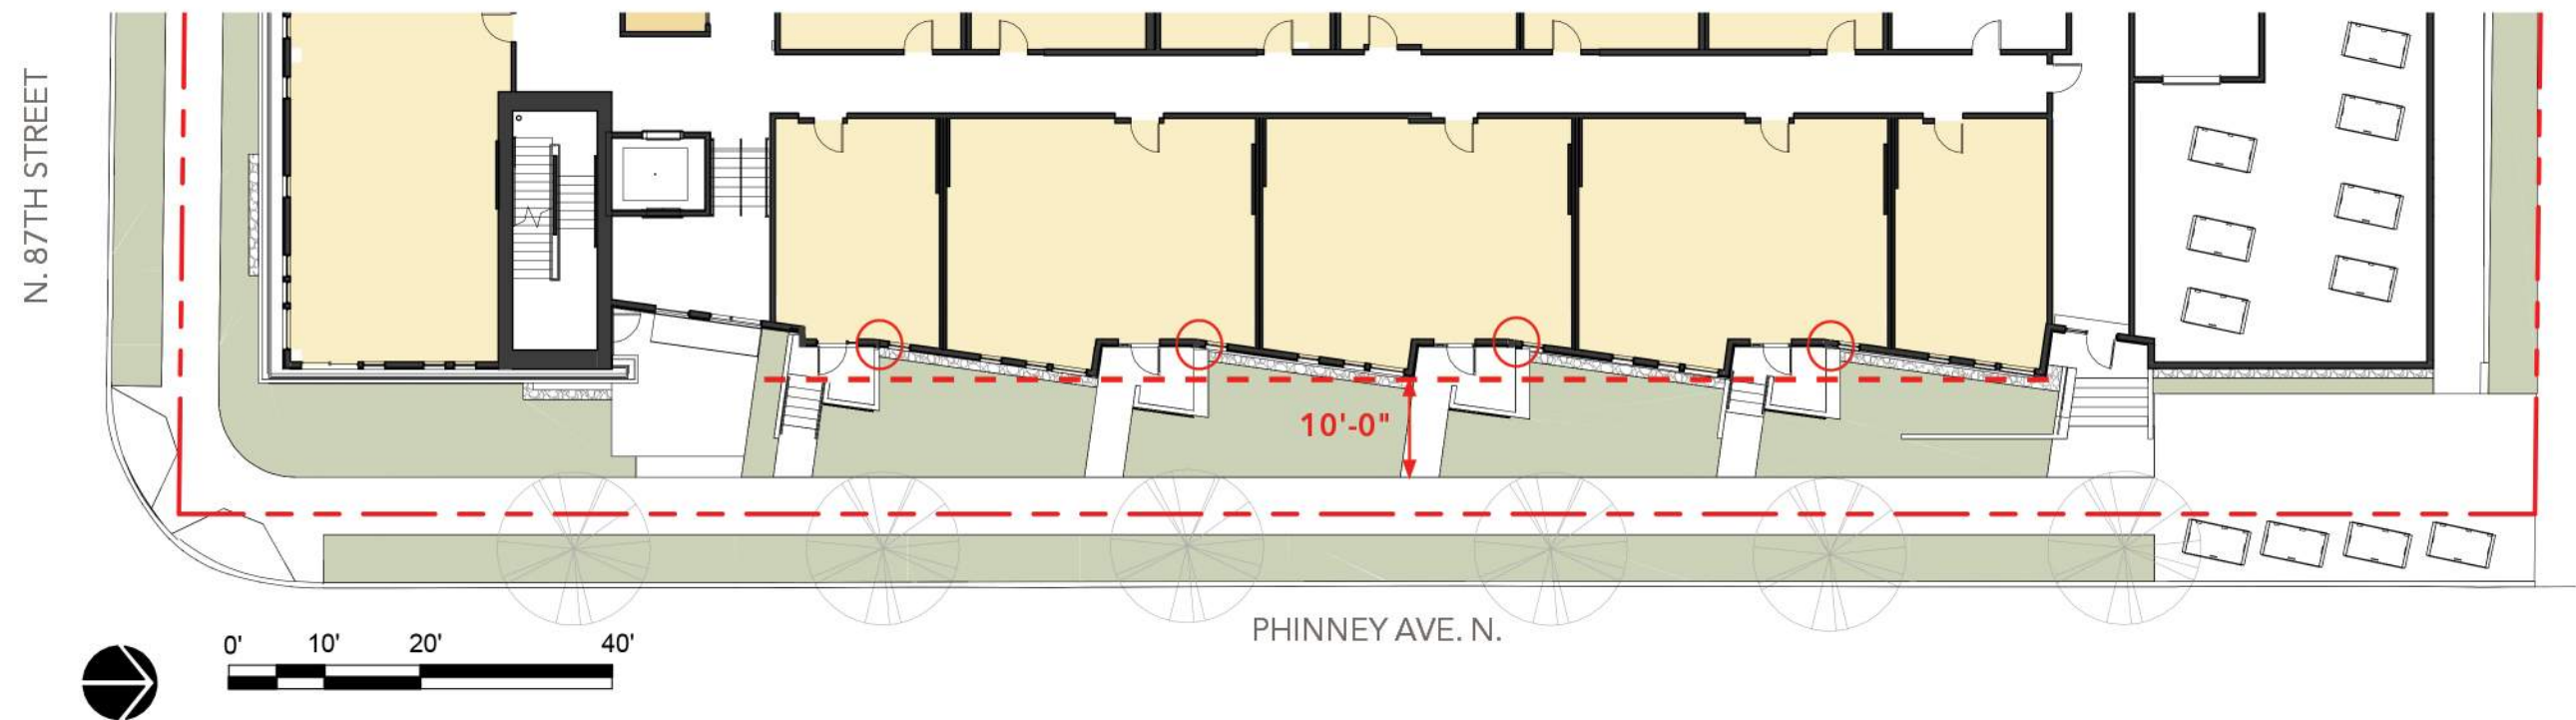 N. 87TH STREET
10'-0"
PHINNEY AVE. N.
0' 10' 20' 40'